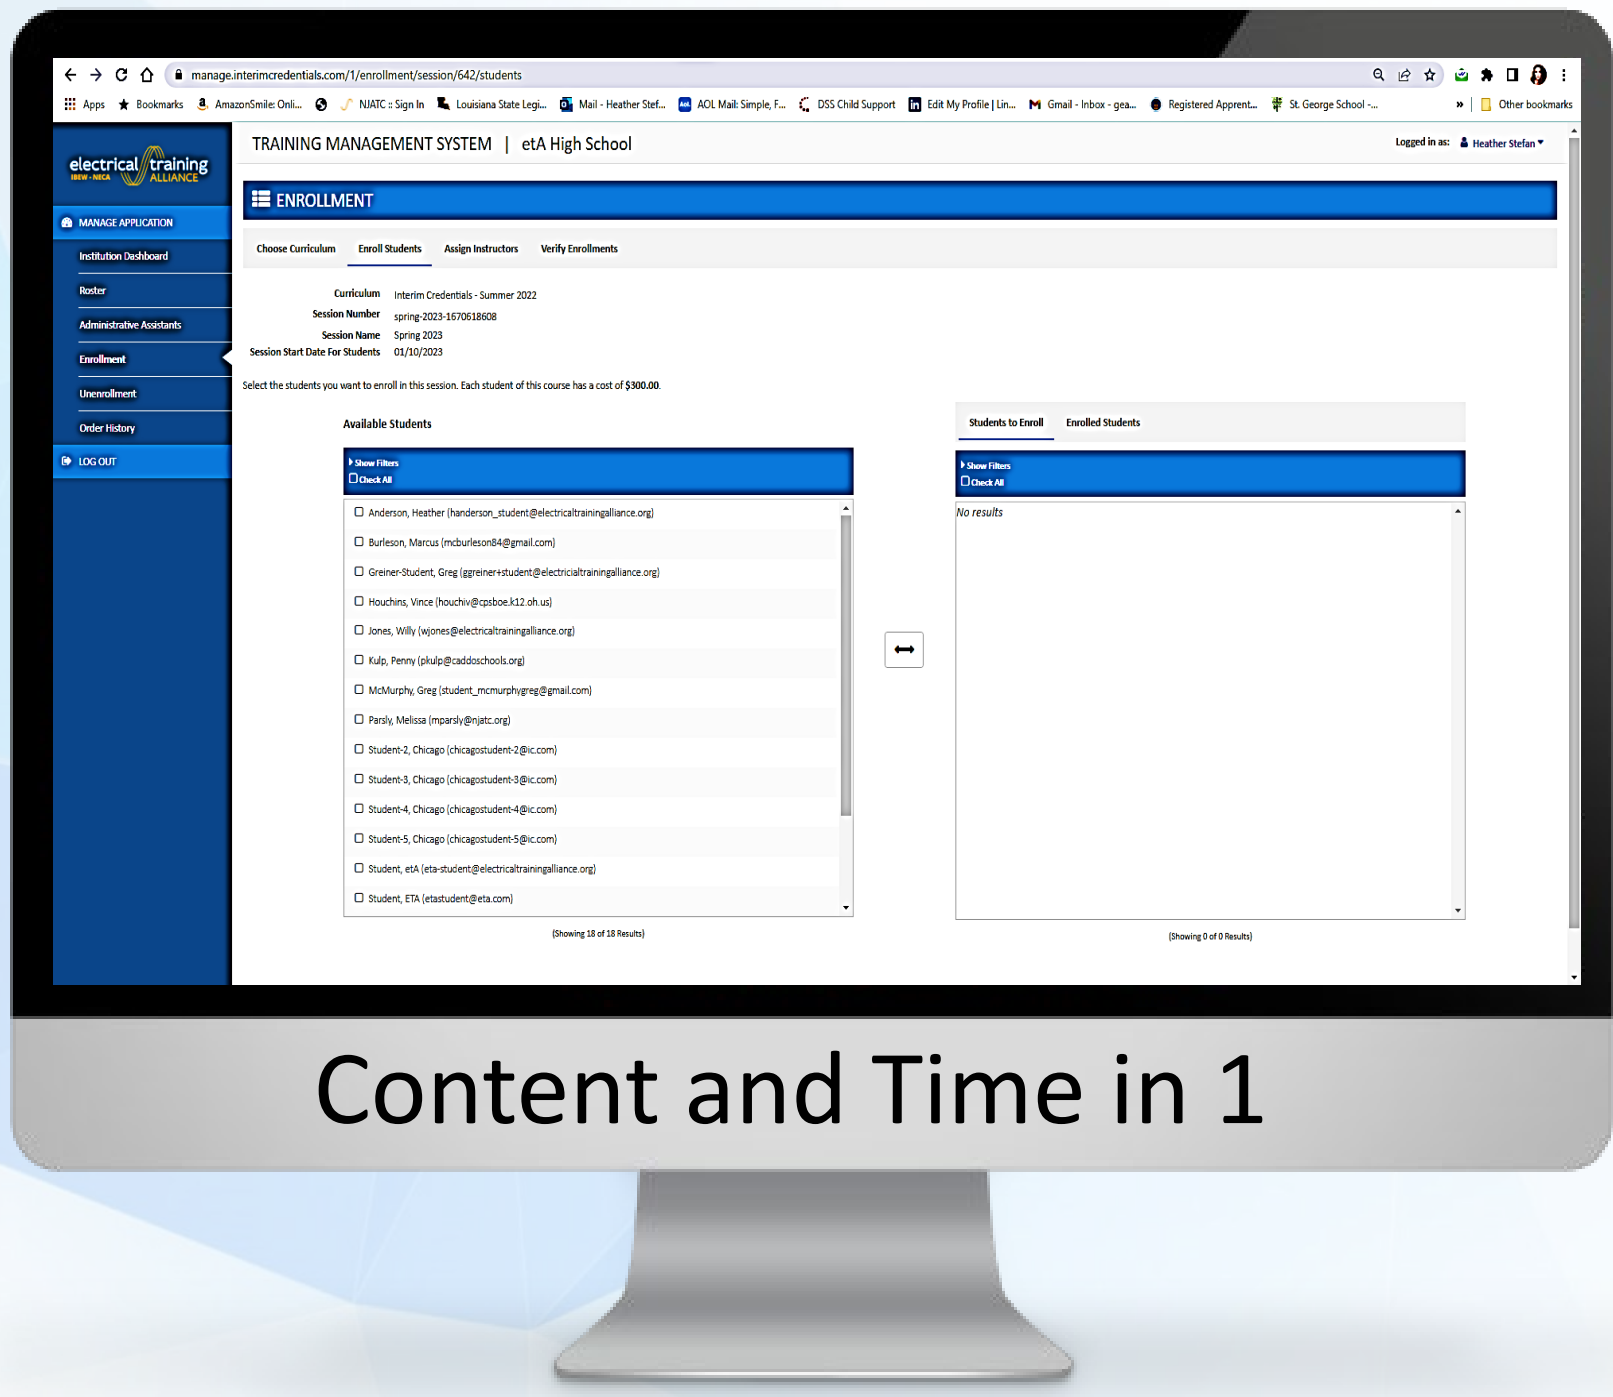 manage.interimcredentials.com/1/enrollment/session/642/students
Apps Bookmarks AmazonSmile: Onli... NJATC :: Sign In Louisiana State Legi... Mail - Heather Stef... AOL Mail: Simple, F... DSS Child Support Edit My Profile | Lin... Gmail - Inbox - gea... Registered Apprent... St. George School -... » Other bookmarks
electrical training
IBEW - NECA ALLIANCE
TRAINING MANAGEMENT SYSTEM | etA High School
Logged in as: Heather Stefan
MANAGE APPLICATION
Institution Dashboard
Roster
Administrative Assistants
Enrollment
Unenrollment
Order History
LOG OUT
ENROLLMENT
Choose Curriculum Enroll Students Assign Instructors Verify Enrollments
Curriculum Interim Credentials - Summer 2022
Session Number spring-2023-1670618608
Session Name Spring 2023
Session Start Date For Students 01/10/2023
Select the students you want to enroll in this session. Each student of this course has a cost of $300.00.
Available Students
Show Filters
Check All
Anderson, Heather (handerson_student@electricaltrainingalliance.org)
Burleson, Marcus (mcburleson84@gmail.com)
Greiner-Student, Greg (ggreiner+student@electricialtrainingalliance.org)
Houchins, Vince (houchiv@cpsboe.k12.oh.us)
Jones, Willy (wjones@electricaltrainingalliance.org)
Kulp, Penny (pkulp@caddoschools.org)
McMurphy, Greg (student_mcmurphygreg@gmail.com)
Parsly, Melissa (mparsly@njatc.org)
Student-2, Chicago (chicagostudent-2@ic.com)
Student-3, Chicago (chicagostudent-3@ic.com)
Student-4, Chicago (chicagostudent-4@ic.com)
Student-5, Chicago (chicagostudent-5@ic.com)
Student, etA (eta-student@electricaltrainingalliance.org)
Student, ETA (etastudent@eta.com)
(Showing 18 of 18 Results)
Students to Enroll Enrolled Students
Show Filters
Check All
No results
(Showing 0 of 0 Results)
Content and Time in 1